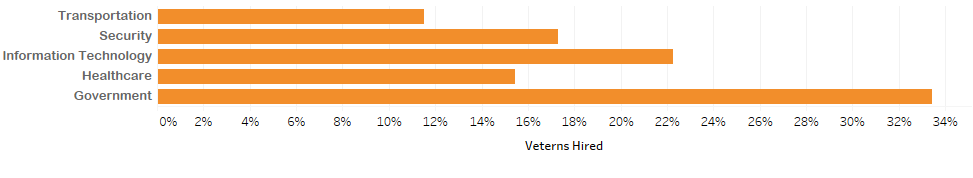 Transportation
Security
Information Technology
Healthcare
Government
0% 2% 4% 6% 8% 10% 12% 14% 16% 18% 20% 22% 24% 26% 28% 30% 32% 34%
Veterns Hired